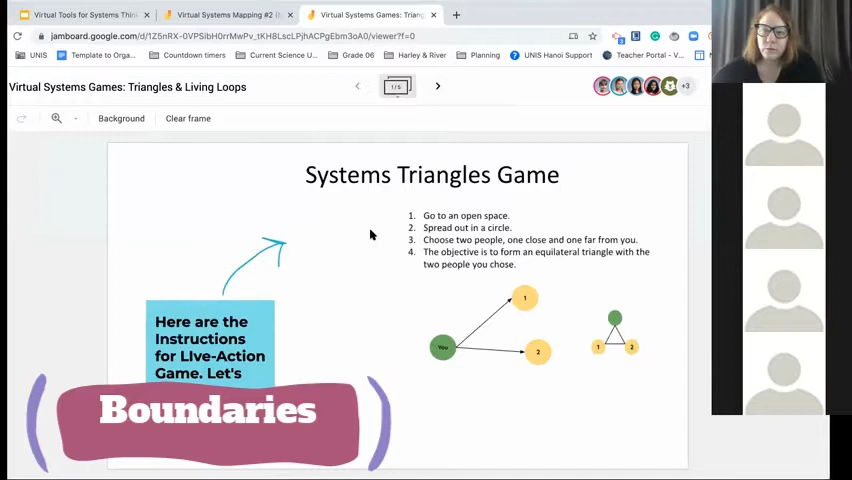 Virtual Tools for Systems Think
Virtual Systems Mapping #2 (N
Virtual Systems Games: Triang
jamboard.google.com/d/1Z5nRX-0VPSibH0rrMwPv_tKH8LscLPjhACPgEbm3oA0/viewer?f=0
UNIS
Template to Orga...
Countdown timers
Current Science U...
Grade 06
Harley & River
Planning
UNIS Hanoi Support
Teacher Portal - V...
Virtual Systems Games: Triangles & Living Loops
1/5
+3
Background
Clear frame
Systems Triangles Game
1. Go to an open space.
2. Spread out in a circle.
3. Choose two people, one close and one far from you.
4. The objective is to form an equilateral triangle with the
two people you chose.
Here are the
Instructions
for LIve-Action
Game. Let's
You
1
2
1
2
Boundaries